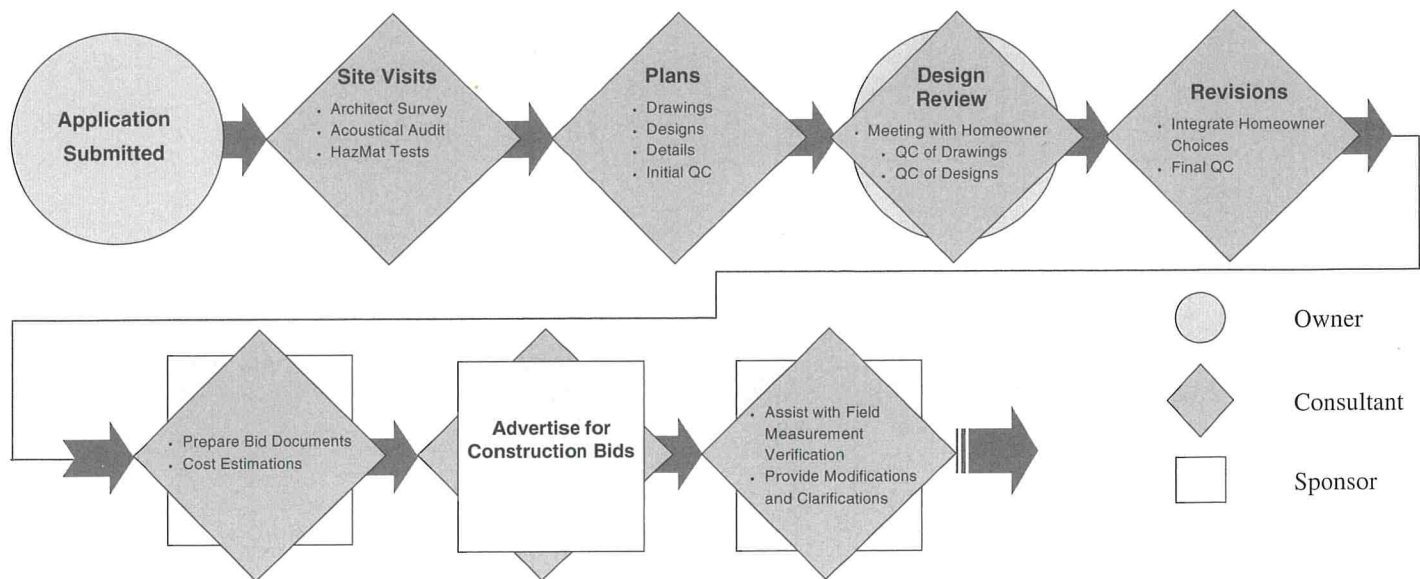 Application
Submitted
Site Visits
• Architect Survey
• Acoustical Audit
• HazMat Tests
Plans
• Drawings
• Designs
• Details
• Initial QC
Design
Review
• Meeting with Homeowner
• QC of Drawings
• QC of Designs
Revisions
• Integrate Homeowner
Choices
• Final QC
• Prepare Bid Documents
• Cost Estimations
Advertise for
Construction Bids
• Assist with Field
Measurement
Verification
• Provide Modifications
and Clarifications
Owner
Consultant
Sponsor